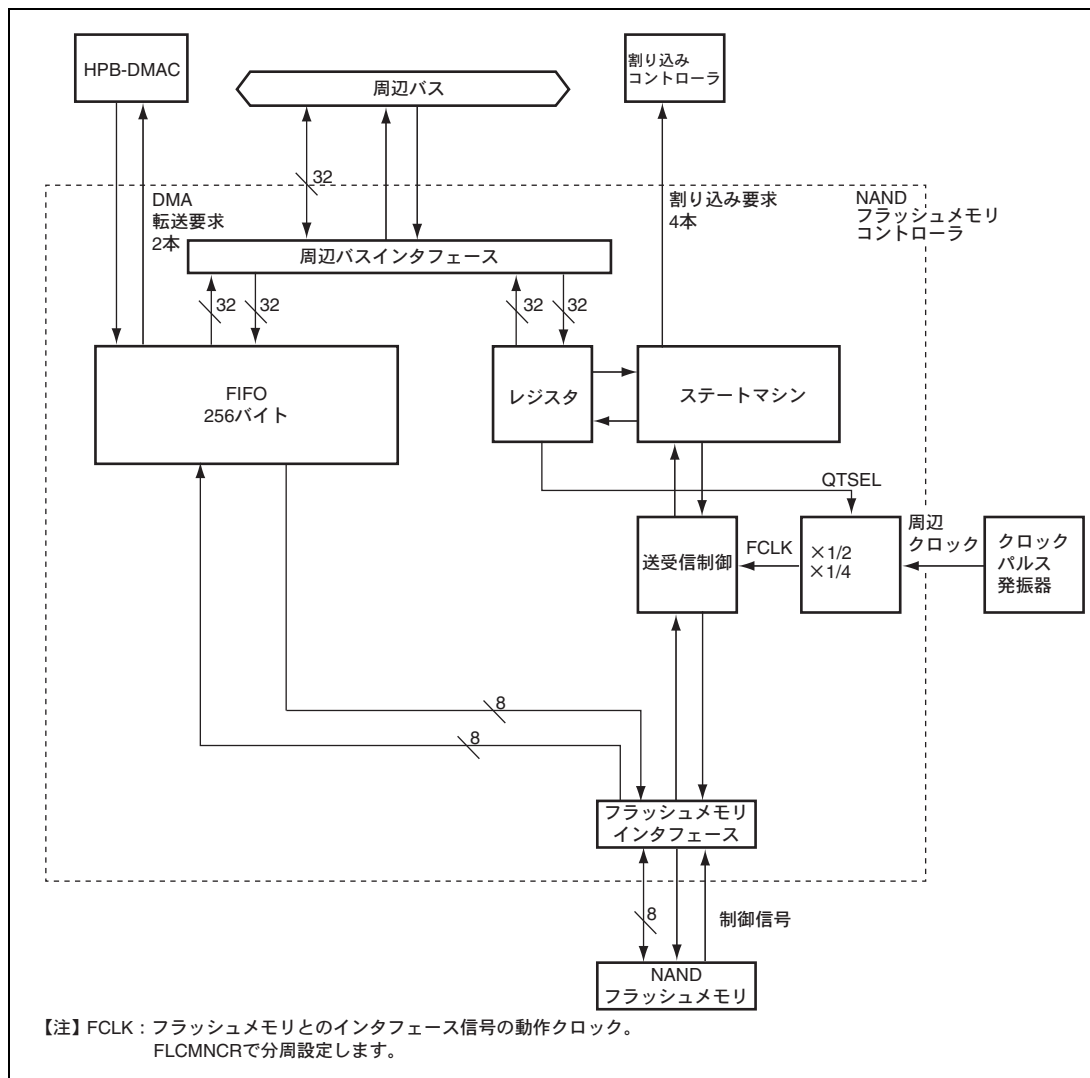 HPB-DMAC
周辺バス
割り込み
コントローラ
32
DMA
転送要求
2本
割り込み要求
4本
NAND
フラッシュメモリ
コントローラ
周辺バスインタフェース
32
32
32
32
FIFO
256バイト
レジスタ
ステートマシン
QTSEL
送受信制御
FCLK
×1/2
×1/4
周辺
クロック
クロック
パルス
発振器
8
8
フラッシュメモリ
インタフェース
8
制御信号
NAND
フラッシュメモリ
【注】FCLK:フラッシュメモリとのインタフェース信号の動作クロック。
FLCMNCRで分周設定します。